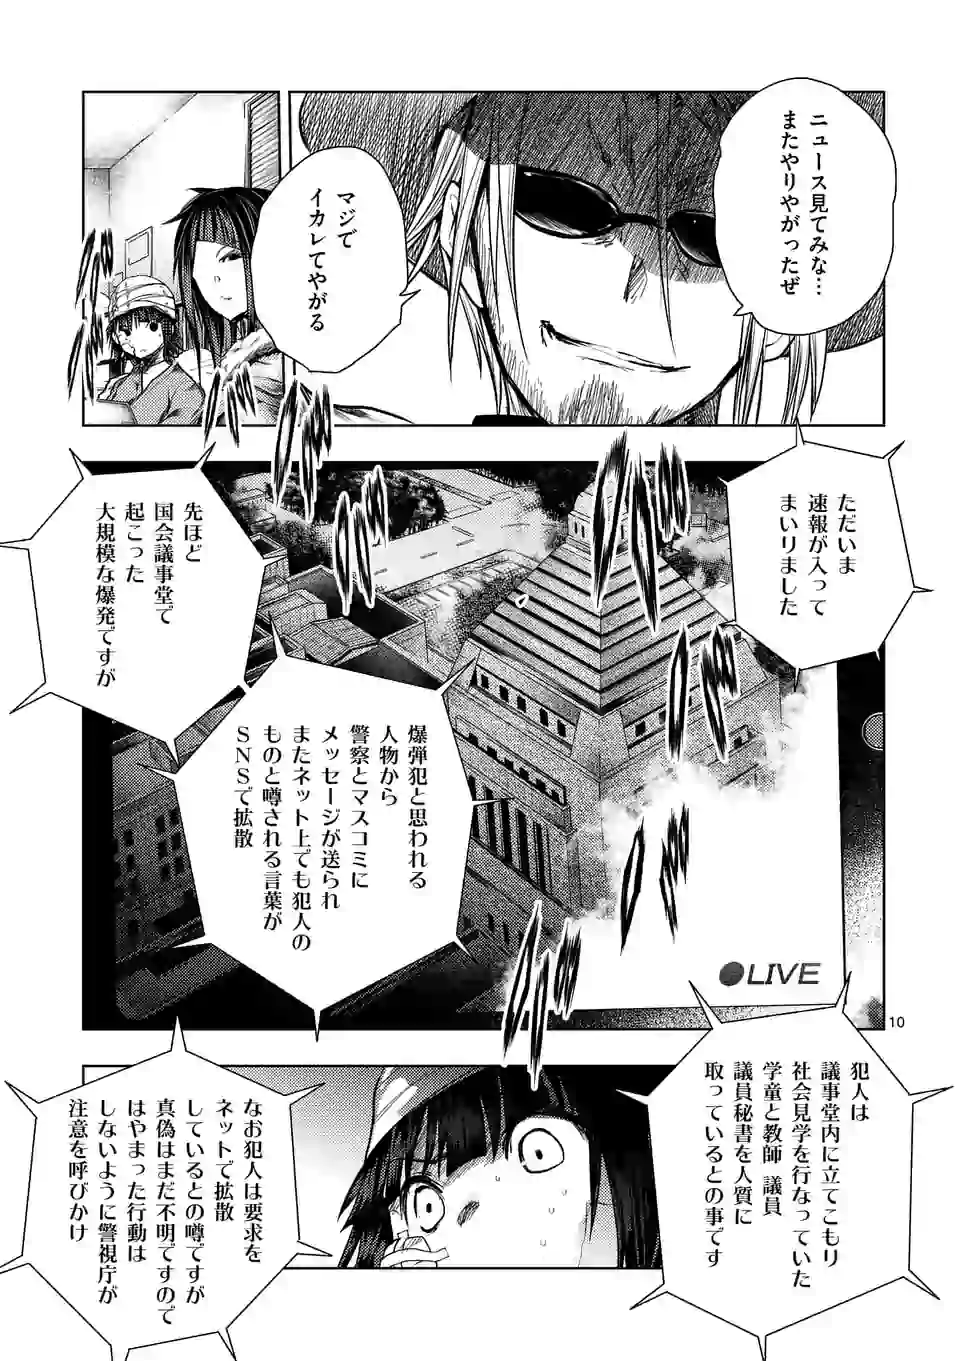 ニュース見てみな…
またやりやがったぜ
マジで
イカレてやがる
ただいま
速報が入って
まいりました
先ほど
国会議事堂で
起こった
大規模な爆発ですが
爆弾犯と思われる
人物から
警察とマスコミに
メッセージが送られ
またネット上でも犯人の
ものと噂される言葉が
SNSで拡散
●LIVE
10
犯人は
議事堂内に立てこもり
社会見学を行なっていた
学童と教師 議員
議員秘書を人質に
取っているとの事です
なお犯人は要求を
ネットで拡散
しているとの噂ですが
真偽はまだ不明ですので
はやまった行動は
しないように警視庁が
注意を呼びかけ